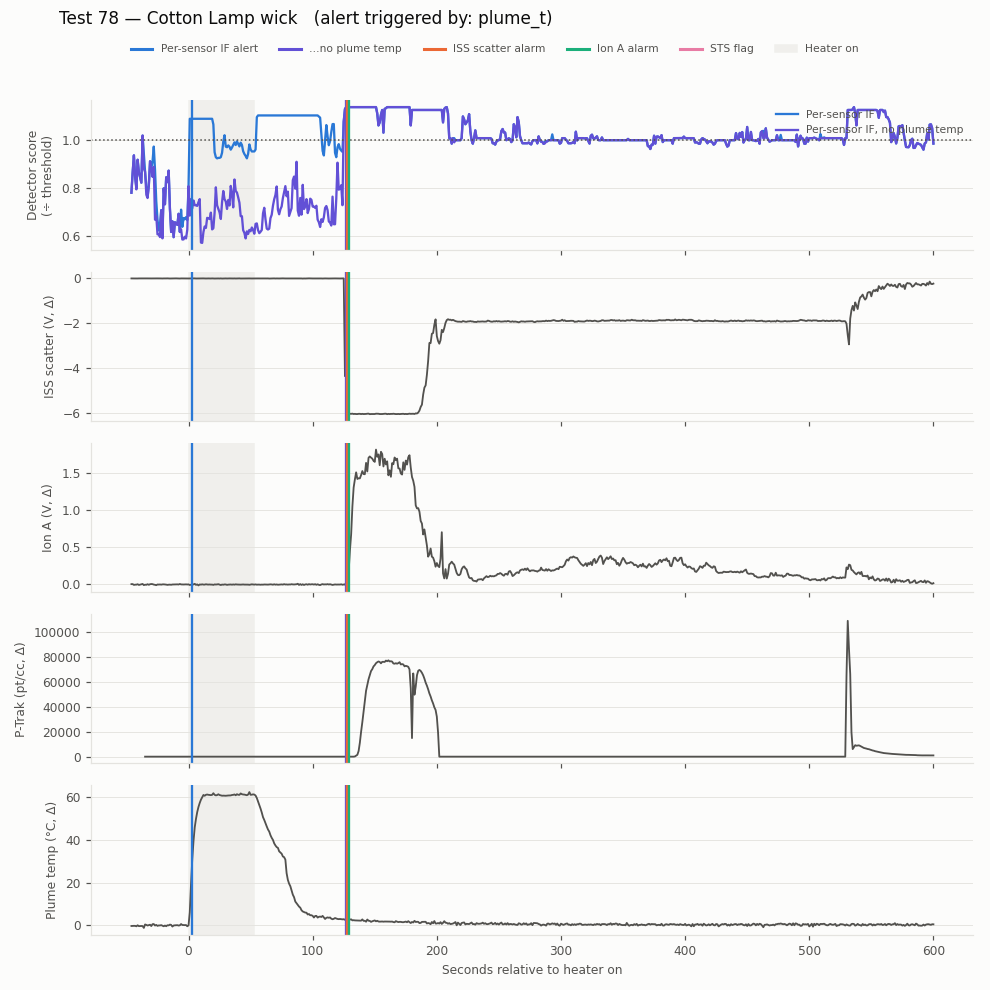 Test 78 — Cotton Lamp wick   (alert triggered by: plume_t)
Per-sensor IF alert
...no plume temp
ISS scatter alarm
Ion A alarm
STS flag
Heater on
Detector score
(÷ threshold)
1.0
0.8
0.6
Per-sensor IF
Per-sensor IF, no plume temp
ISS scatter (V, Δ)
0
−2
−4
−6
Ion A (V, Δ)
1.5
1.0
0.5
0.0
P-Trak (pt/cc, Δ)
100000
80000
60000
40000
20000
0
Plume temp (°C, Δ)
60
40
20
0
0 100 200 300 400 500 600
Seconds relative to heater on